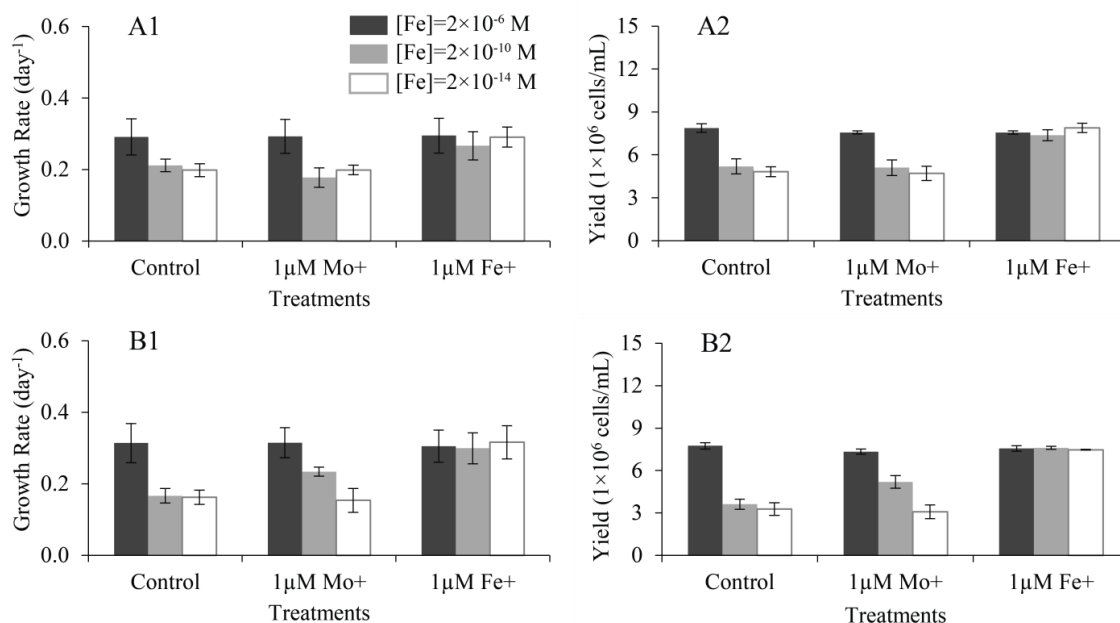 A1
[Fe]=2×10⁻⁶ M
[Fe]=2×10⁻¹⁰ M
[Fe]=2×10⁻¹⁴ M
Growth Rate (day⁻¹)
0.6
0.4
0.2
0.0
Control
1µM Mo+
1µM Fe+
Treatments
A2
Yield (1×10⁶ cells/mL)
15
12
9
6
3
0
Control
1µM Mo+
1µM Fe+
Treatments
B1
Growth Rate (day⁻¹)
0.6
0.4
0.2
0.0
Control
1µM Mo+
1µM Fe+
Treatments
B2
Yield (1×10⁶ cells/mL)
15
12
9
6
3
0
Control
1µM Mo+
1µM Fe+
Treatments